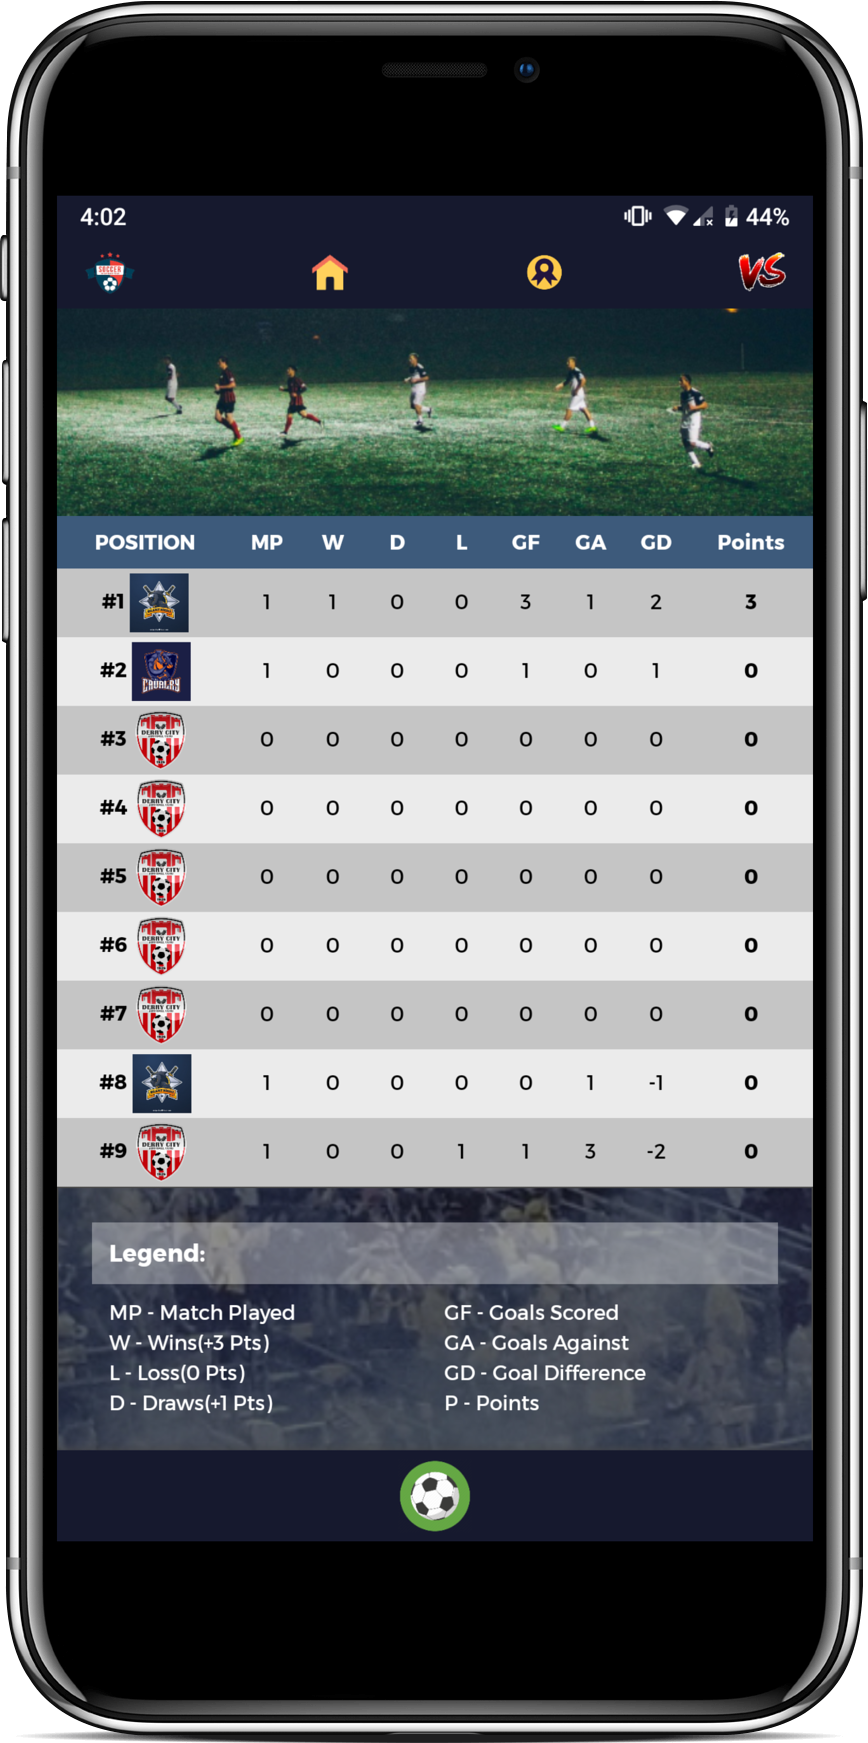 4:02 44%
SOCCER
VS
POSITION MP W D L GF GA GD Points
#1 1 1 0 0 3 1 2 3
#2 CAVALRY 1 0 0 0 1 0 1 0
#3 DERRY CITY 0 0 0 0 0 0 0 0
#4 DERRY CITY 0 0 0 0 0 0 0 0
#5 DERRY CITY 0 0 0 0 0 0 0 0
#6 DERRY CITY 0 0 0 0 0 0 0 0
#7 DERRY CITY 0 0 0 0 0 0 0 0
#8 1 0 0 0 0 1 -1 0
#9 DERRY CITY 1 0 0 1 1 3 -2 0
Legend:
MP - Match Played GF - Goals Scored
W - Wins(+3 Pts) GA - Goals Against
L - Loss(0 Pts) GD - Goal Difference
D - Draws(+1 Pts) P - Points